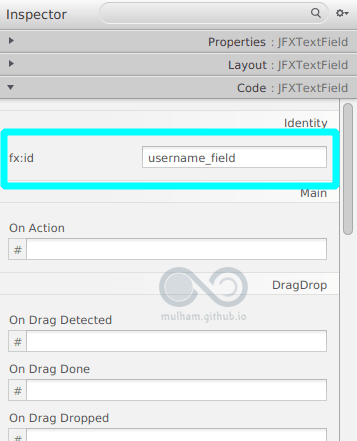 Inspector
Properties : JFXTextField
Layout : JFXTextField
Code : JFXTextField
Identity
fx:id username_field
Main
On Action
#
DragDrop
mulham.github.io
On Drag Detected
#
On Drag Done
#
On Drag Dropped
#